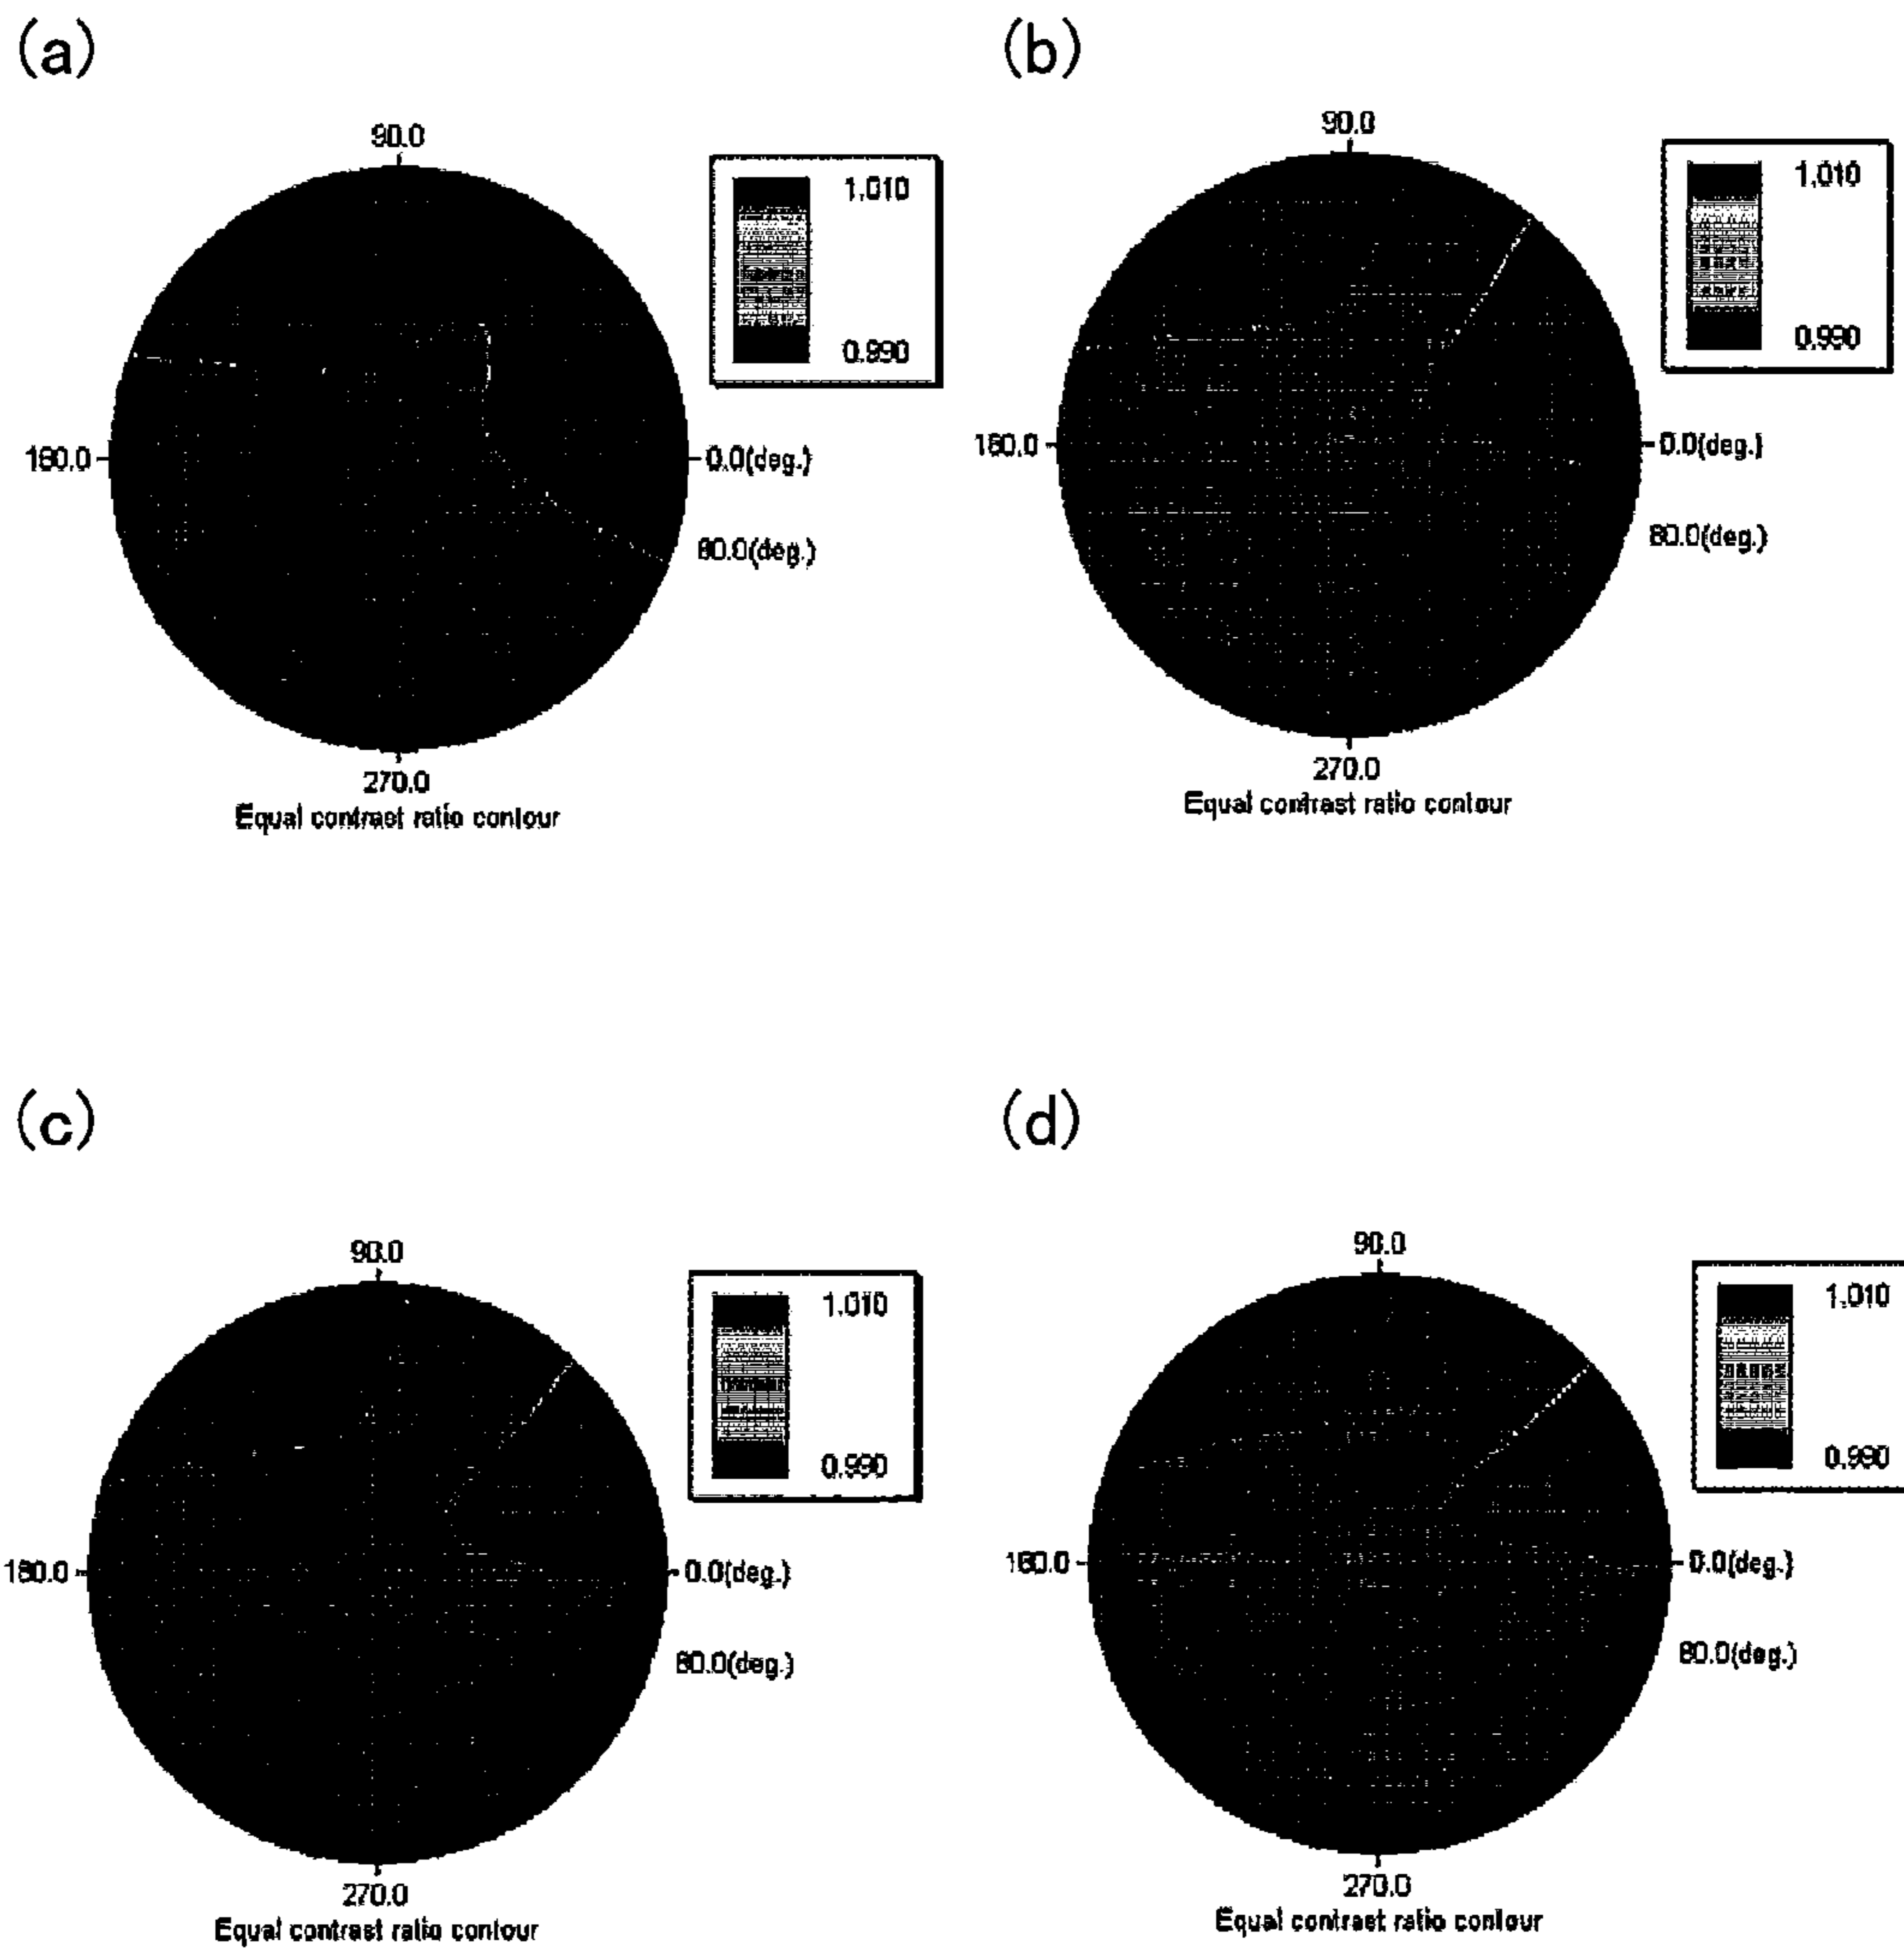 (a)
90.0
1.010
0.990
180.0
0.0(deg.)
80.0(deg.)
270.0
Equal contrast ratio contour
(b)
90.0
1.010
0.990
180.0
0.0(deg.)
80.0(deg.)
270.0
Equal contrast ratio contour
(c)
90.0
1.010
0.990
180.0
0.0(deg.)
80.0(deg.)
270.0
Equal contrast ratio contour
(d)
90.0
1.010
0.990
180.0
0.0(deg.)
80.0(deg.)
270.0
Equal contrast ratio contour